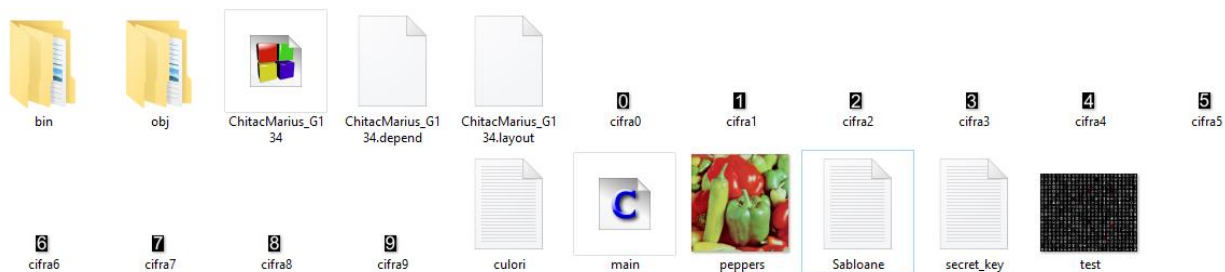 0 1 2 3 4 5
bin obj ChitacMarius_G1 ChitacMarius_G1 ChitacMarius_G1 cifra0 cifra1 cifra2 cifra3 cifra4 cifra5
34 34.depend 34.layout
6 7 8 9 C
cifra6 cifra7 cifra8 cifra9 culori main peppers Sabloane secret_key test